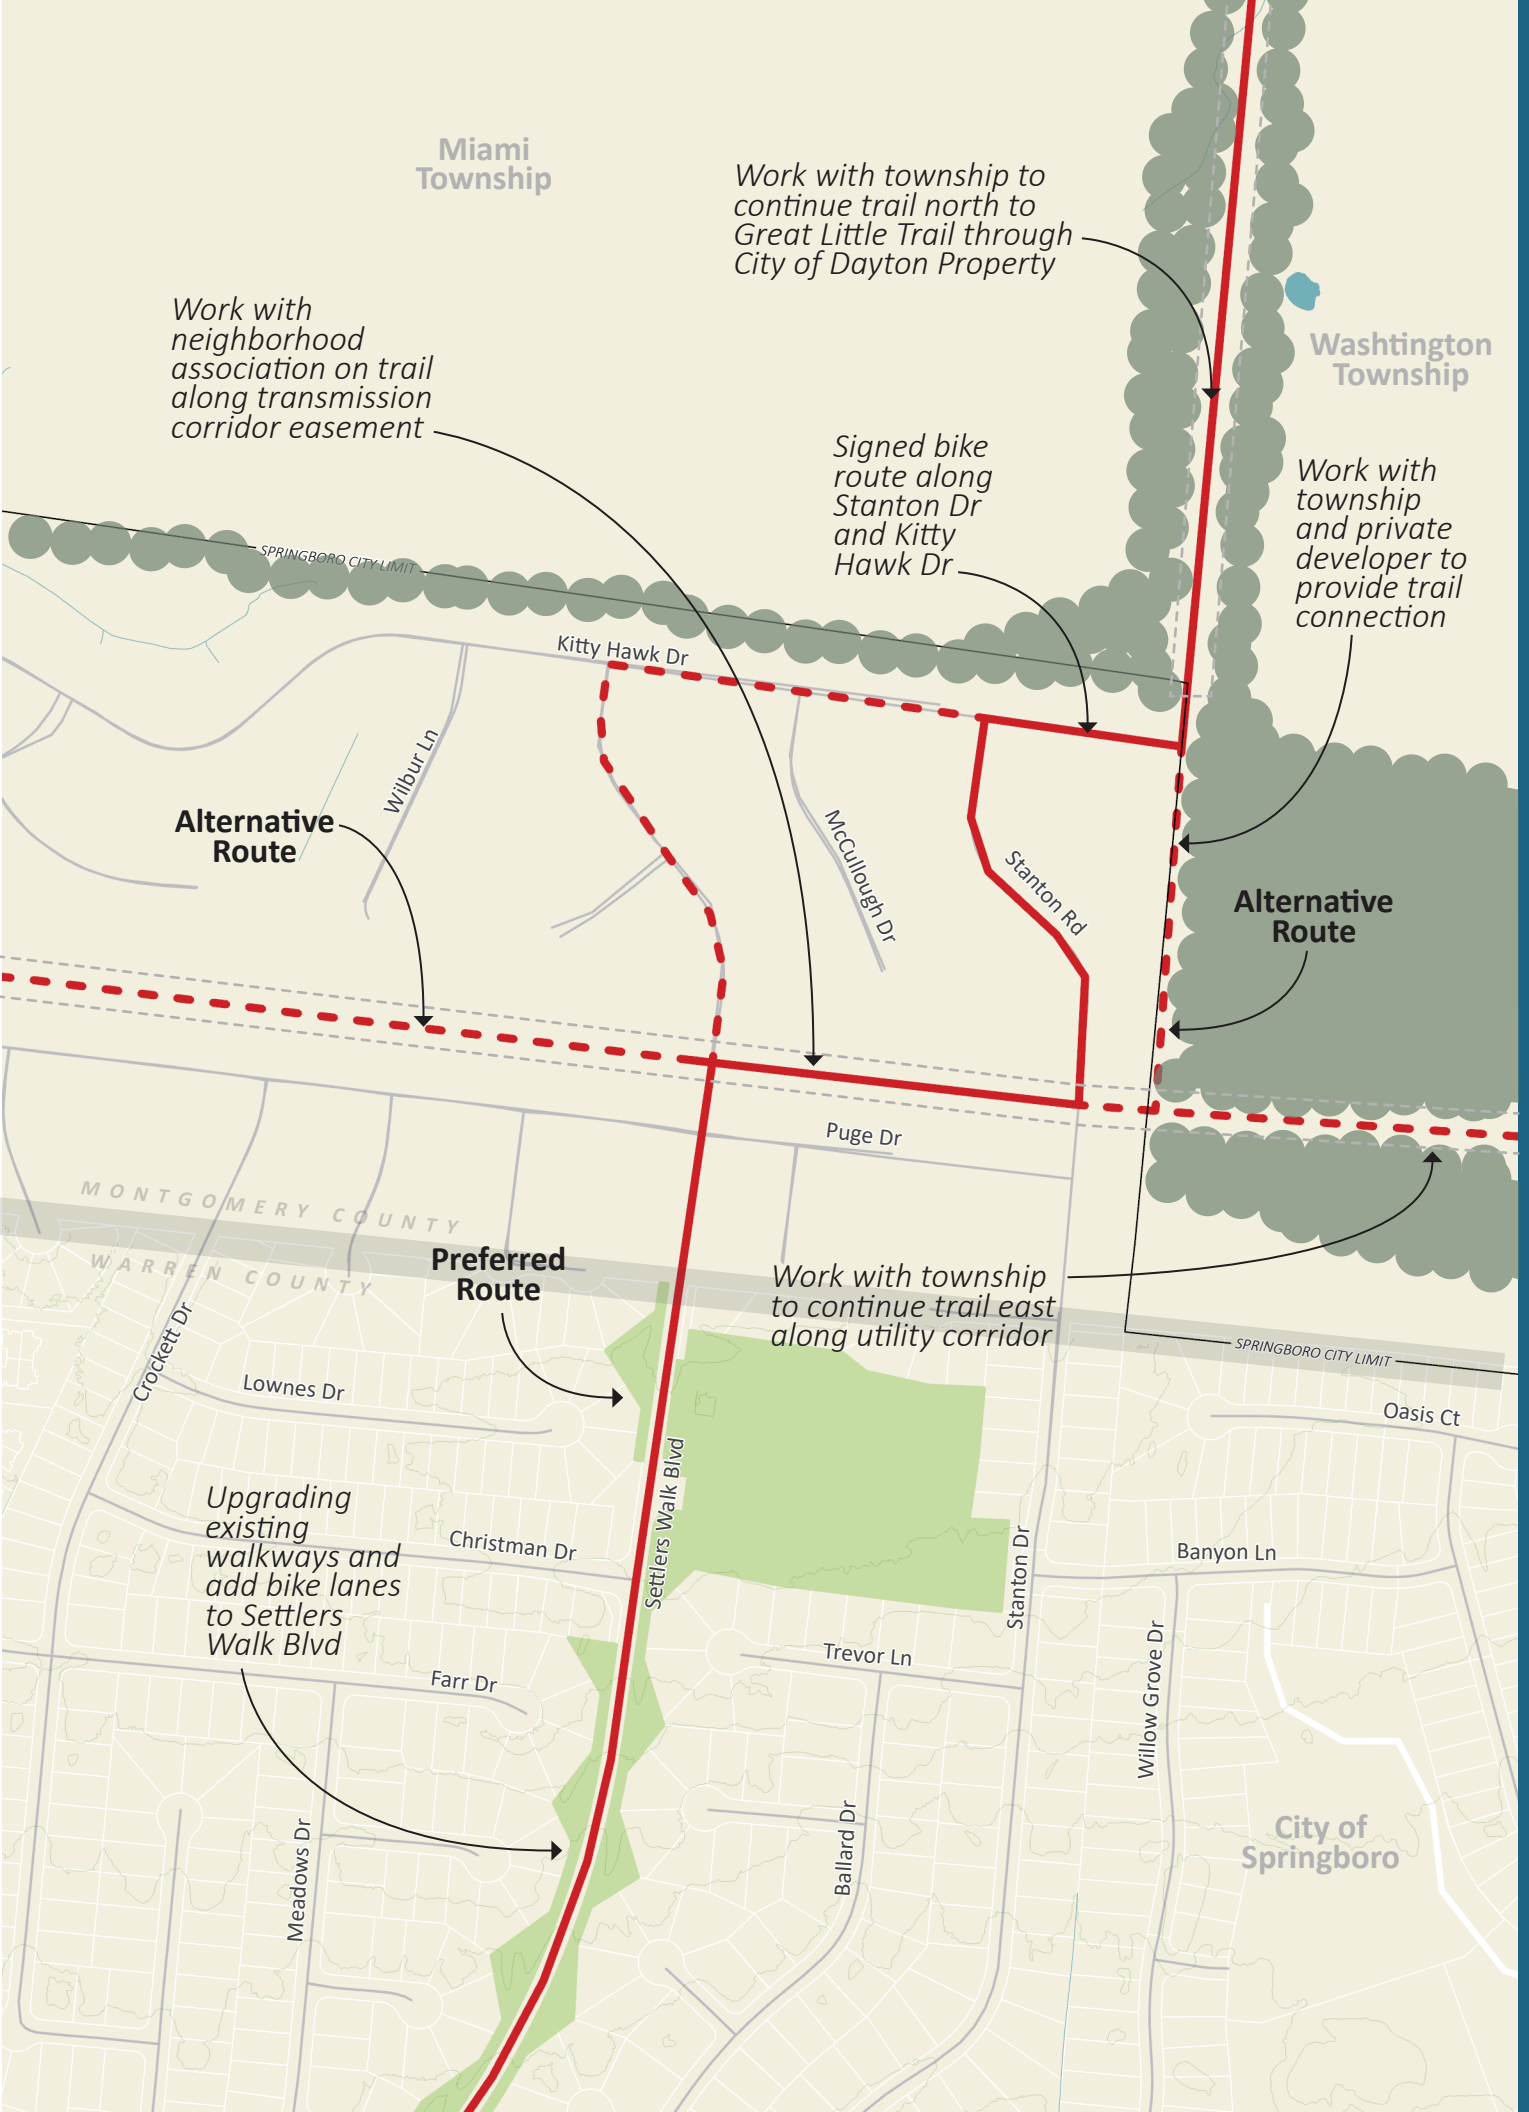 Miami
Township
Work with township to
continue trail north to
Great Little Trail through
City of Dayton Property
Work with
neighborhood
association on trail
along transmission
corridor easement
Washtington
Township
Signed bike
route along
Stanton Dr
and Kitty
Hawk Dr
Work with
township
and private
developer to
provide trail
connection
SPRINGBORO CITY LIMIT
Kitty Hawk Dr
Wilbur Ln
McCullough Dr
Stanton Rd
Alternative
Route
Alternative
Route
Puge Dr
MONTGOMERY COUNTY
WARREN COUNTY
Preferred
Route
Work with township
to continue trail east
along utility corridor
SPRINGBORO CITY LIMIT
Crockett Dr
Lownes Dr
Oasis Ct
Settlers Walk Blvd
Upgrading
existing
walkways and
add bike lanes
to Settlers
Walk Blvd
Christman Dr
Stanton Dr
Banyon Ln
Farr Dr
Trevor Ln
Willow Grove Dr
Meadows Dr
Ballard Dr
City of
Springboro